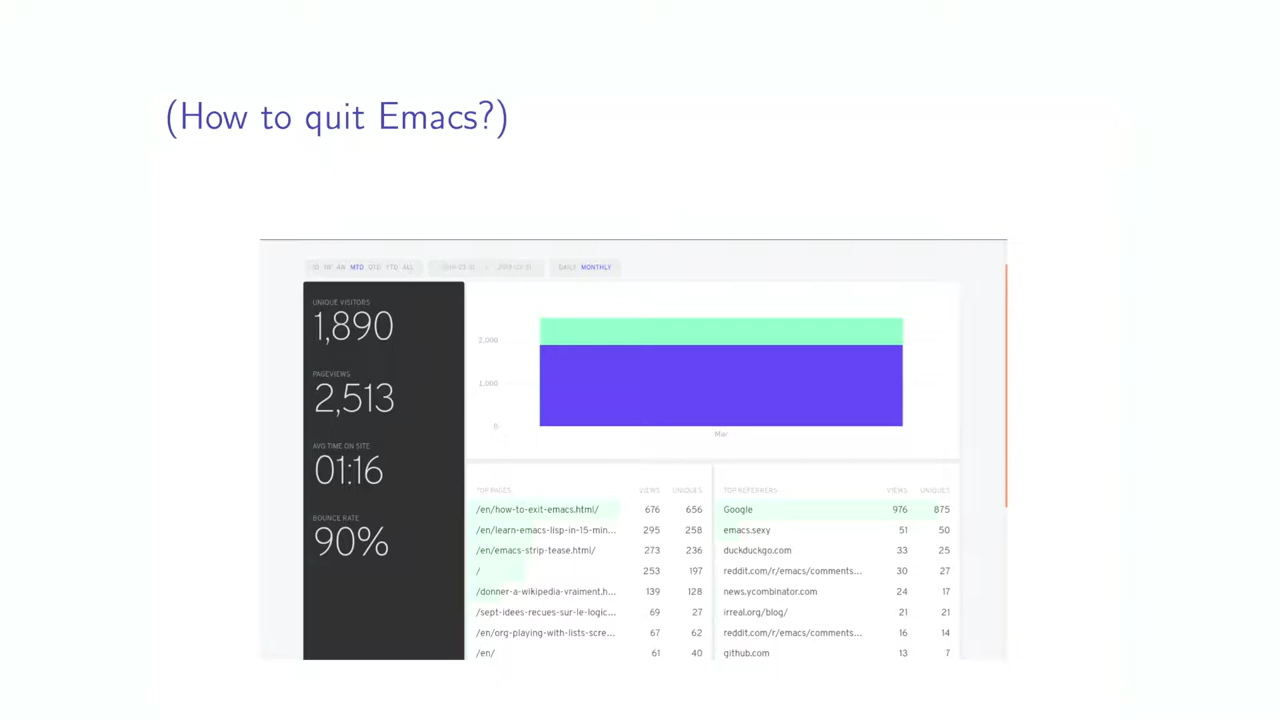 (How to quit Emacs?)
MTD QTD YTD ALL
DAILY MONTHLY
UNIQUE VISITORS
1,890
PAGEVIEWS
2,513
AVG TIME ON SITE
01:16
BOUNCE RATE
90%
2,000
1,000
0
Mar
TOP PAGES VIEWS UNIQUES
/en/how-to-exit-emacs.html/ 676 656
/en/learn-emacs-lisp-in-15-min... 295 258
/en/emacs-strip-tease.html/ 273 236
/ 253 197
/donner-a-wikipedia-vraiment.h... 139 128
/sept-idees-recues-sur-le-logic... 69 27
/en/org-playing-with-lists-scre... 67 62
/en/ 61 40
TOP REFERRERS VIEWS UNIQUES
Google 976 875
emacs.sexy 51 50
duckduckgo.com 33 25
reddit.com/r/emacs/comments... 30 27
news.ycombinator.com 24 17
irreal.org/blog/ 21 21
reddit.com/r/emacs/comments... 16 14
github.com 13 7